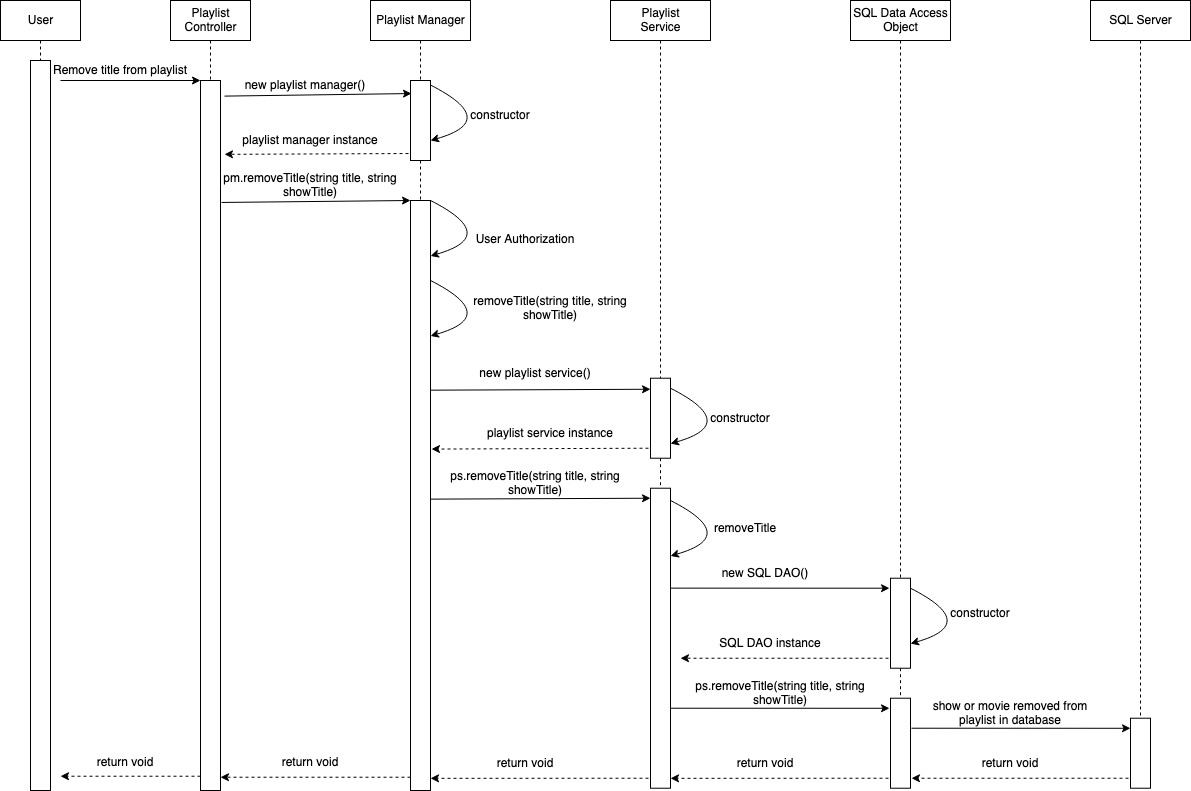 User
Playlist
Controller
Playlist Manager
Playlist
Service
SQL Data Access
Object
SQL Server
Remove title from playlist
new playlist manager()
constructor
playlist manager instance
pm.removeTitle(string title, string
showTitle)
User Authorization
removeTitle(string title, string
showTitle)
new playlist service()
constructor
playlist service instance
ps.removeTitle(string title, string
showTitle)
removeTitle
new SQL DAO()
constructor
SQL DAO instance
ps.removeTitle(string title, string
showTitle)
show or movie removed from
playlist in database
return void
return void
return void
return void
return void